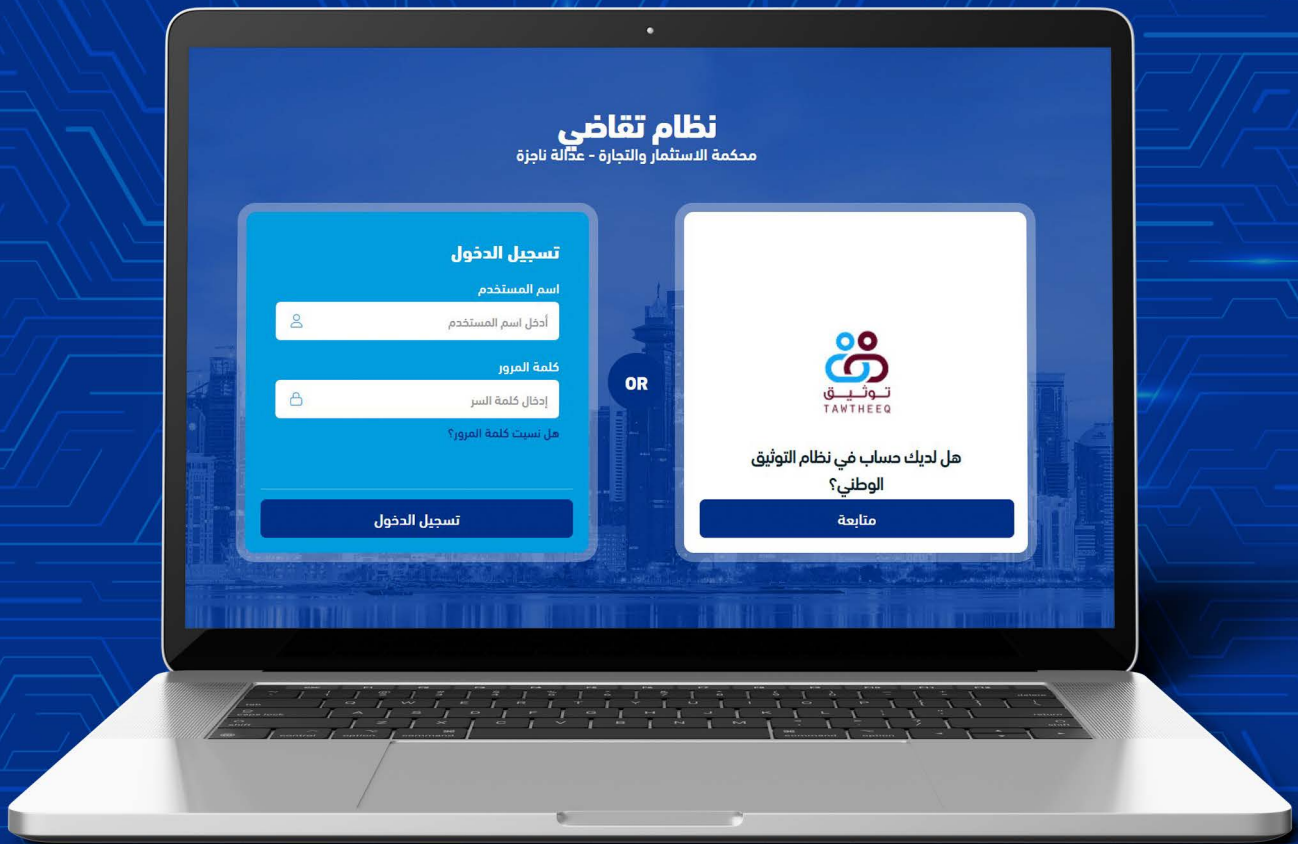 نظام تقاضي
محكمة الاستثمار والتجارة - عدالة ناجزة
تسجيل الدخول
اسم المستخدم
أدخل اسم المستخدم
كلمة المرور
إدخال كلمة السر
هل نسيت كلمة المرور؟
تسجيل الدخول
OR
توثيق
TAWTHEEQ
هل لديك حساب في نظام التوثيق
الوطني؟
متابعة